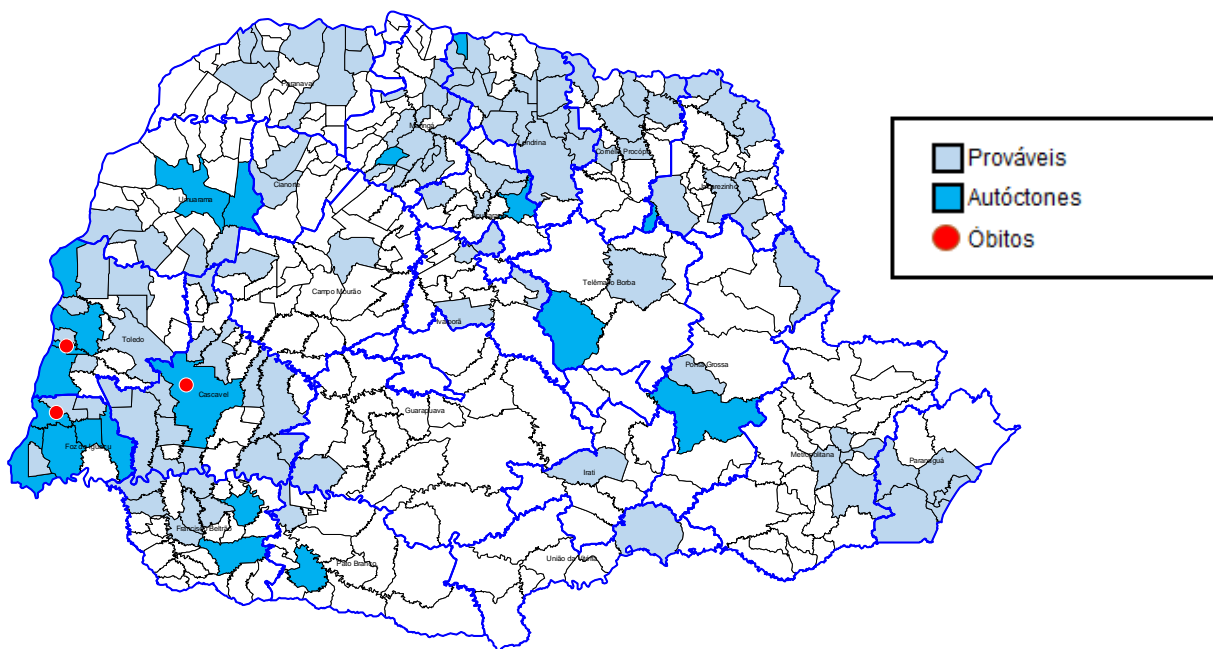 Paranavaí
Maringá
Londrina
Cornélio Procópio
Jacarezinho
Cianorte
Umuarama
Apucarana
Campo Mourão
Telêmaco Borba
Ivaiporã
Toledo
Cascavel
Ponta Grossa
Guarapuava
Foz do Iguaçu
Metropolitana
Paranaguá
Irati
Francisco Beltrão
Pato Branco
União da Vitória
Prováveis
Autóctones
Óbitos